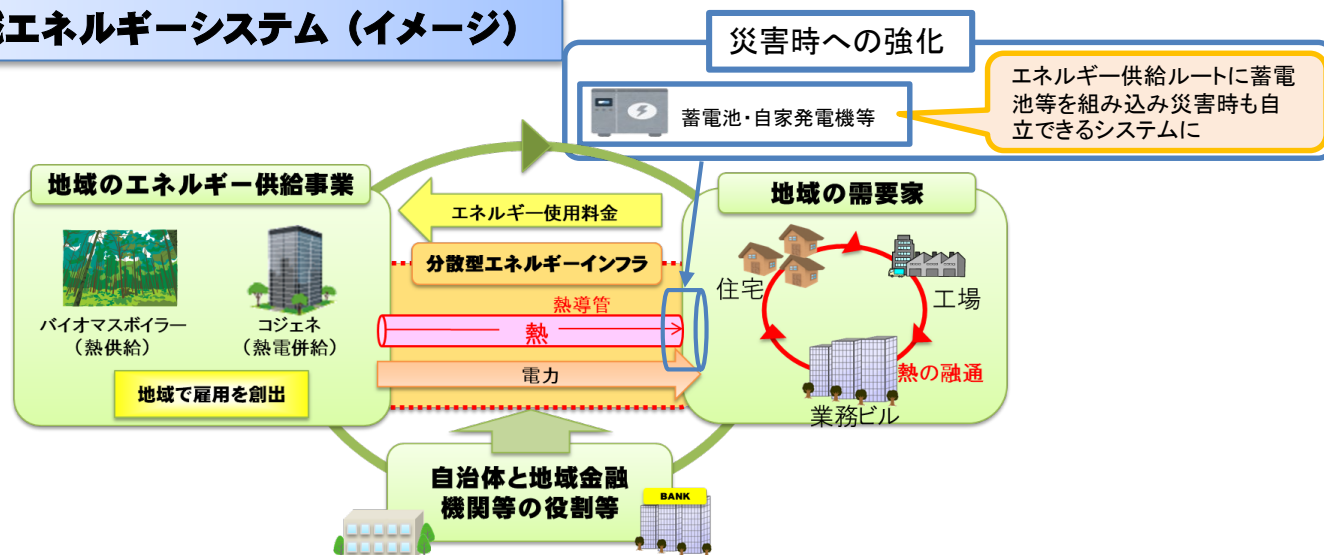 エネルギーシステム（イメージ）
災害時への強化
蓄電池・自家発電機等
エネルギー供給ルートに蓄電
池等を組み込み災害時も自
立できるシステムに
地域のエネルギー供給事業
バイオマスボイラー
（熱供給）
コジェネ
（熱電併給）
地域で雇用を創出
エネルギー使用料金
分散型エネルギーインフラ
熱導管
熱
電力
地域の需要家
住宅
工場
熱の融通
業務ビル
自治体と地域金融
機関等の役割等
BANK